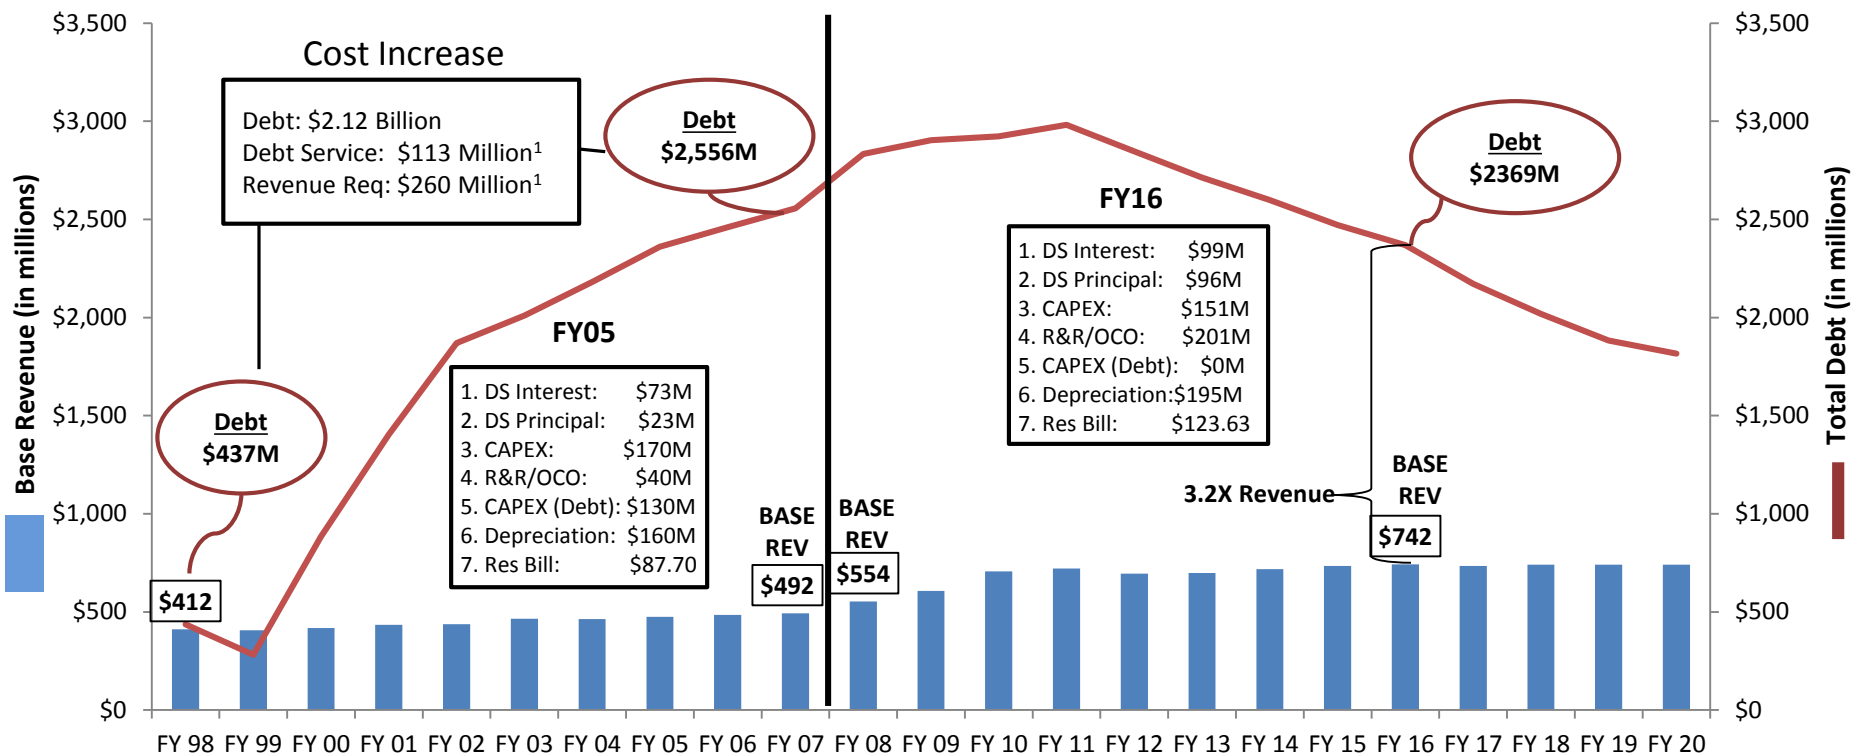 Cost Increase
Debt: $2.12 Billion
Debt Service:  $113 Million¹
Revenue Req: $260 Million¹
Debt
$2,556M
Debt
$2369M
Debt
$437M
FY05
1. DS Interest: $73M
2. DS Principal: $23M
3. CAPEX: $170M
4. R&R/OCO: $40M
5. CAPEX (Debt): $130M
6. Depreciation: $160M
7. Res Bill: $87.70
FY16
1. DS Interest: $99M
2. DS Principal: $96M
3. CAPEX: $151M
4. R&R/OCO: $201M
5. CAPEX (Debt): $0M
6. Depreciation:$195M
7. Res Bill: $123.63
3.2X Revenue
BASE
REV
$742
BASE
REV
$492
BASE
REV
$554
$412
Base Revenue (in millions)
$3,500
$3,000
$2,500
$2,000
$1,500
$1,000
$500
$0
Total Debt (in millions)
$3,500
$3,000
$2,500
$2,000
$1,500
$1,000
$500
$0
FY 98 FY 99 FY 00 FY 01 FY 02 FY 03 FY 04 FY 05 FY 06 FY 07 FY 08 FY 09 FY 10 FY 11 FY 12 FY 13 FY 14 FY 15 FY 16 FY 17 FY 18 FY 19 FY 20